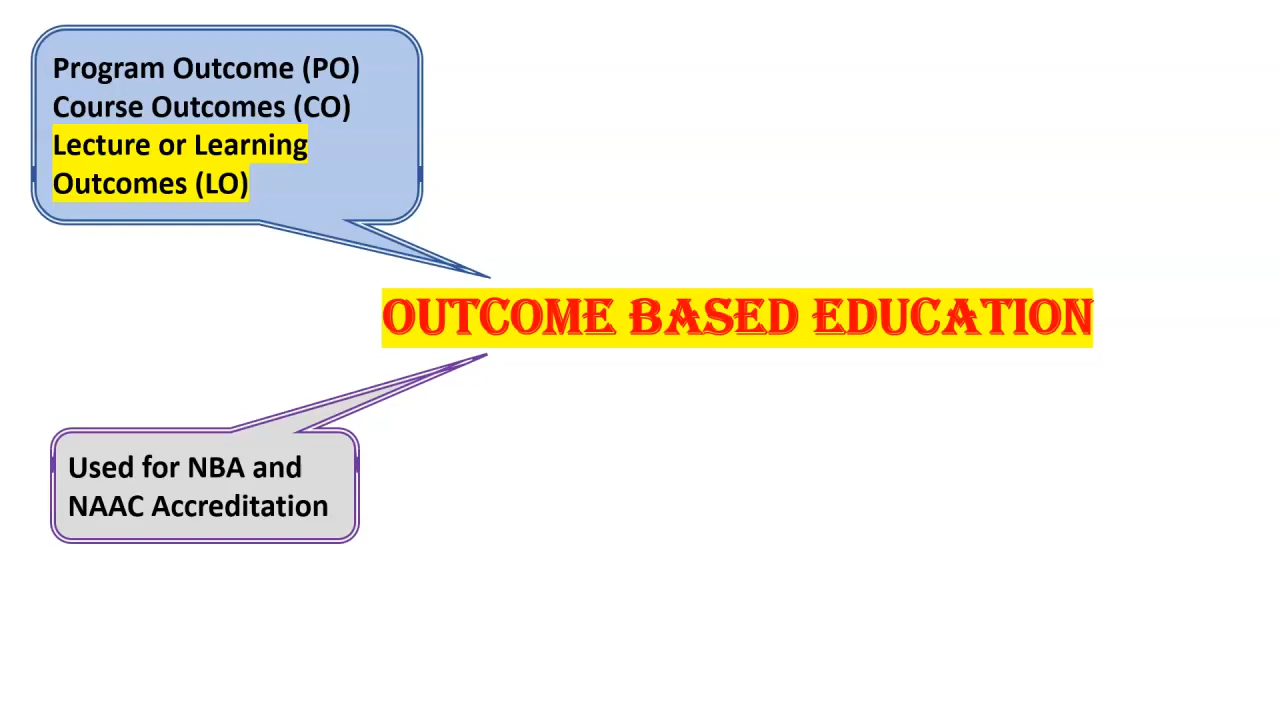 Program Outcome (PO)
Course Outcomes (CO)
Lecture or Learning
Outcomes (LO)
OUTCOME BASED EDUCATION
Used for NBA and
NAAC Accreditation